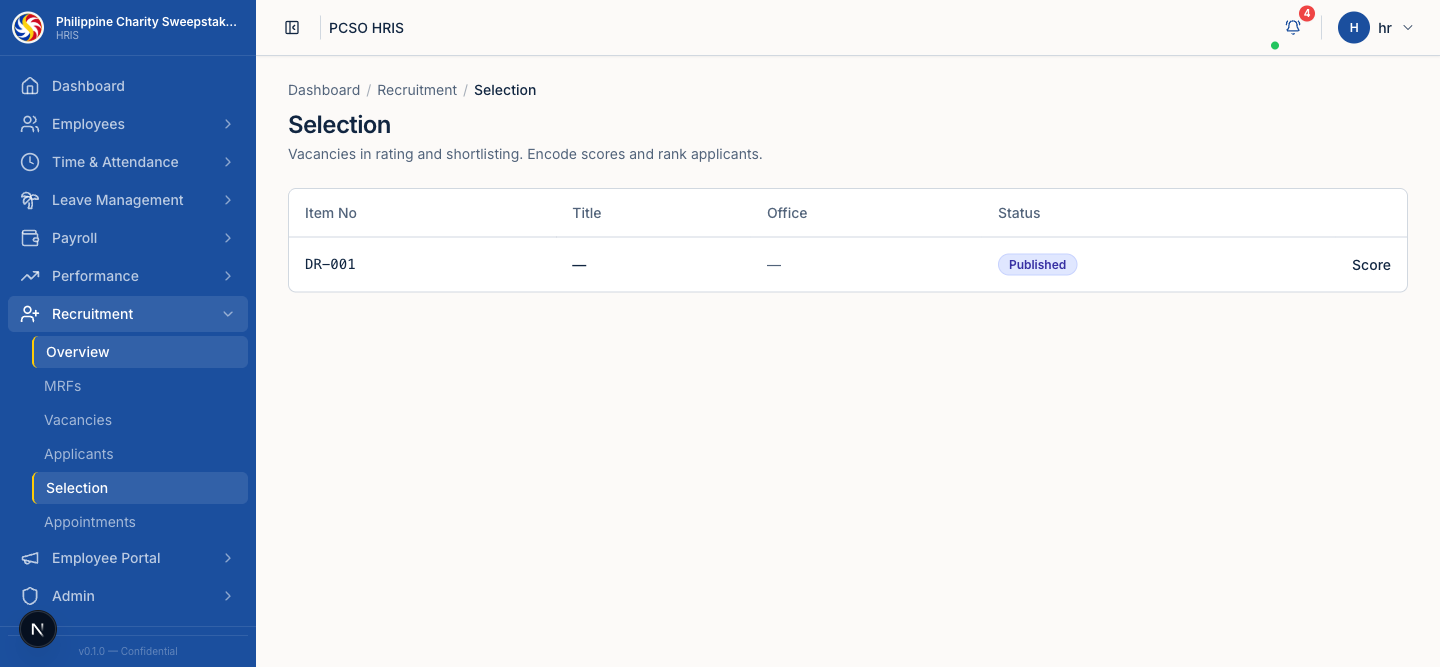 Philippine Charity Sweepstak...
HRIS
Dashboard
Employees
Time & Attendance
Leave Management
Payroll
Performance
Recruitment
Overview
MRFs
Vacancies
Applicants
Selection
Appointments
Employee Portal
Admin
N
v0.1.0 — Confidential
PCSO HRIS
4
H hr
Dashboard / Recruitment / Selection
Selection
Vacancies in rating and shortlisting. Encode scores and rank applicants.
Item No Title Office Status
DR-001 — — Published Score